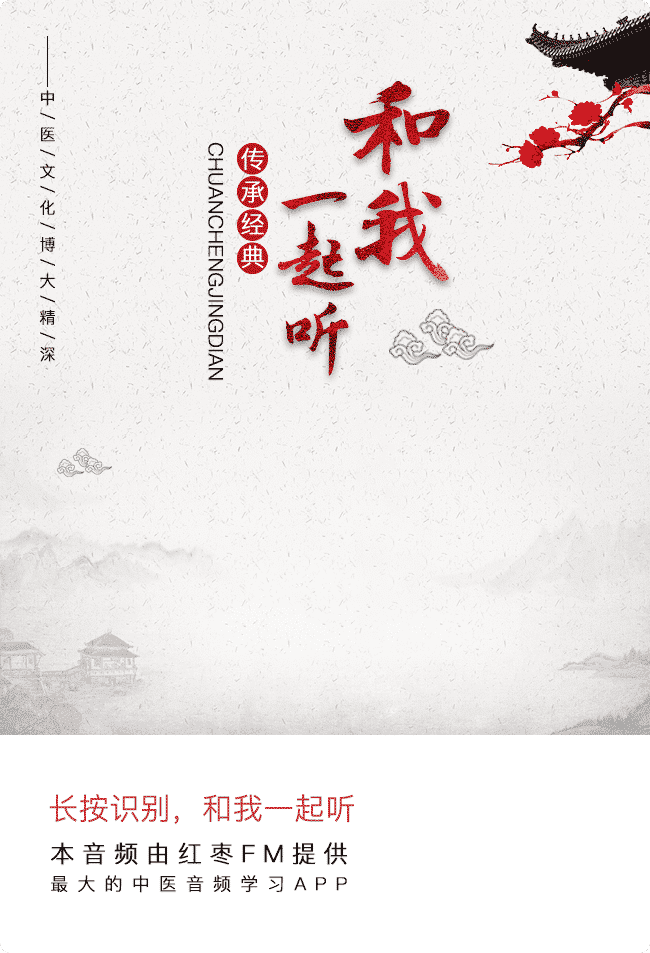 和我
一起听
传承经典
CHUANCHENGJINGDIAN
中/医/文/化/博/大/精/深
长按识别，和我一起听
本音频由红枣FM提供
最大的中医音频学习APP